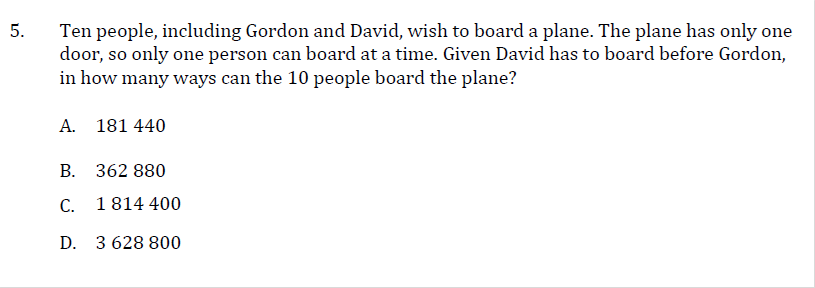 5. Ten people, including Gordon and David, wish to board a plane. The plane has only one
door, so only one person can board at a time. Given David has to board before Gordon,
in how many ways can the 10 people board the plane?
A. 181 440
B. 362 880
C. 1 814 400
D. 3 628 800